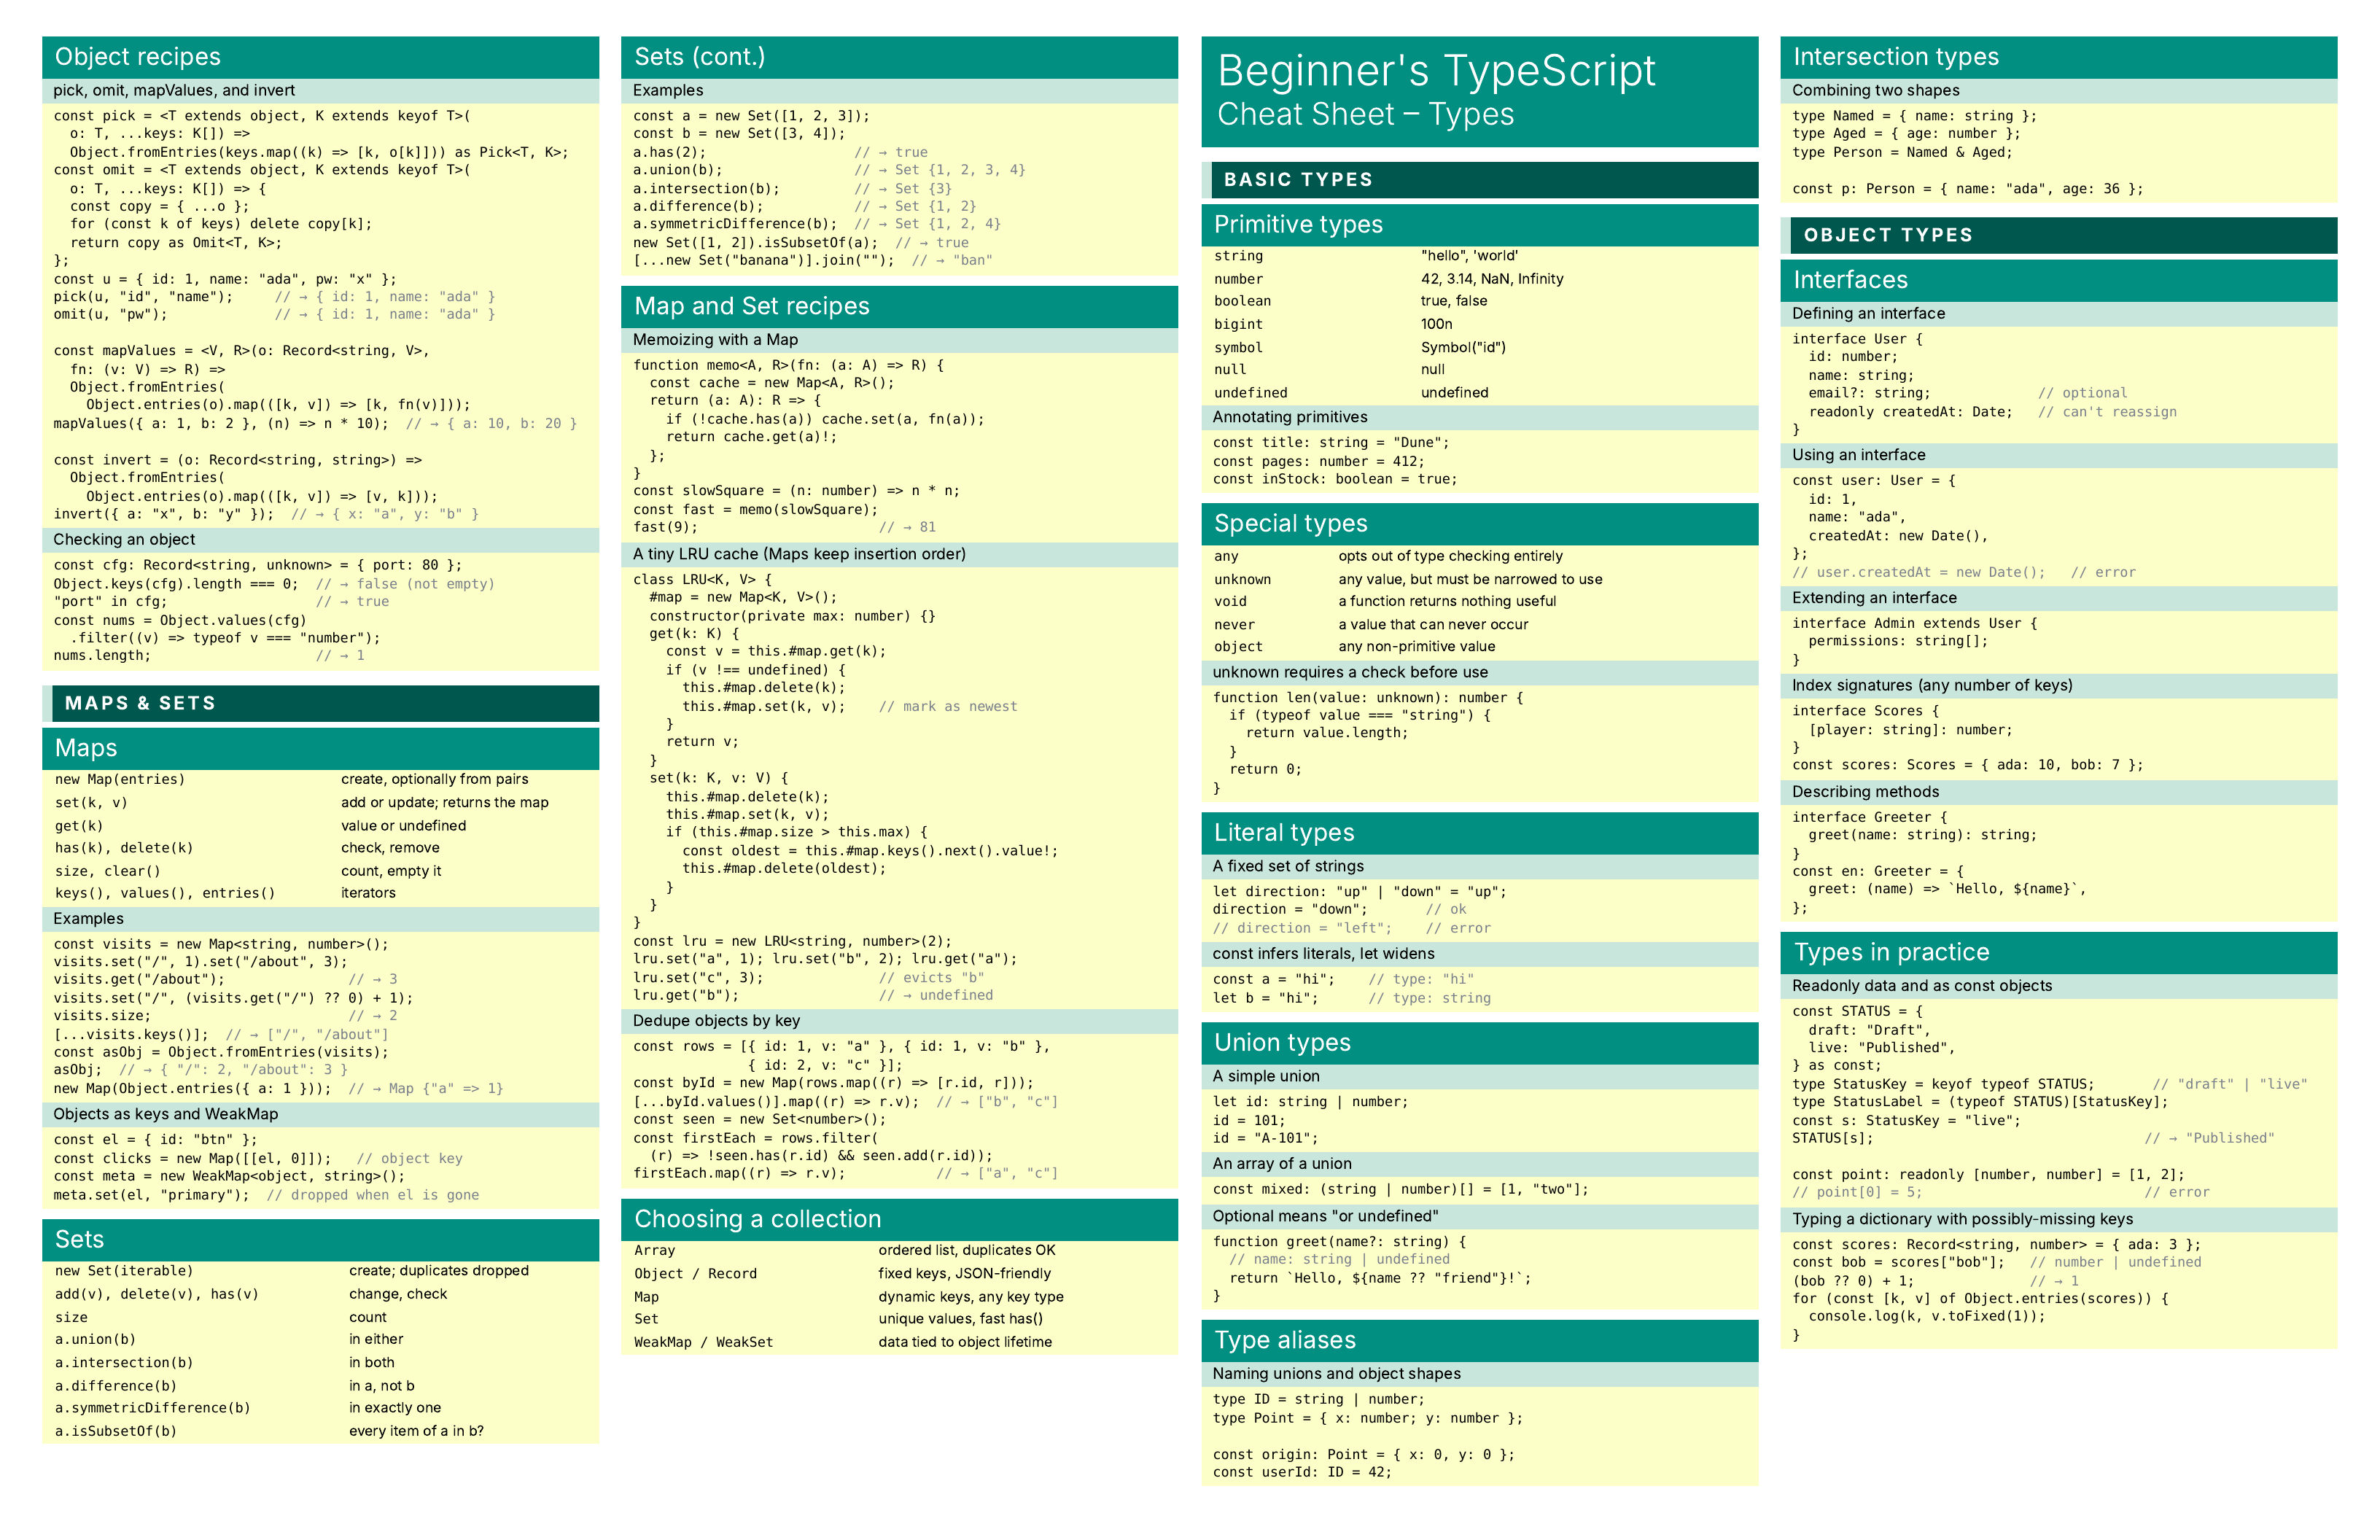 Object recipes
pick, omit, mapValues, and invert
const pick = <T extends object, K extends keyof T>(
  o: T, ...keys: K[]) =>
  Object.fromEntries(keys.map((k) => [k, o[k]])) as Pick<T, K>;
const omit = <T extends object, K extends keyof T>(
  o: T, ...keys: K[]) => {
  const copy = { ...o };
  for (const k of keys) delete copy[k];
  return copy as Omit<T, K>;
};
const u = { id: 1, name: "ada", pw: "x" };
pick(u, "id", "name");     // → { id: 1, name: "ada" }
omit(u, "pw");             // → { id: 1, name: "ada" }
const mapValues = <V, R>(o: Record<string, V>,
  fn: (v: V) => R) =>
  Object.fromEntries(
    Object.entries(o).map(([k, v]) => [k, fn(v)]));
mapValues({ a: 1, b: 2 }, (n) => n * 10);  // → { a: 10, b: 20 }
const invert = (o: Record<string, string>) =>
  Object.fromEntries(
    Object.entries(o).map(([k, v]) => [v, k]));
invert({ a: "x", b: "y" });  // → { x: "a", y: "b" }
Checking an object
const cfg: Record<string, unknown> = { port: 80 };
Object.keys(cfg).length === 0;  // → false (not empty)
"port" in cfg;                  // → true
const nums = Object.values(cfg)
  .filter((v) => typeof v === "number");
nums.length;                    // → 1
MAPS & SETS
Maps
new Map(entries) create, optionally from pairs
set(k, v) add or update; returns the map
get(k) value or undefined
has(k), delete(k) check, remove
size, clear() count, empty it
keys(), values(), entries() iterators
Examples
const visits = new Map<string, number>();
visits.set("/", 1).set("/about", 3);
visits.get("/about");               // → 3
visits.set("/", (visits.get("/") ?? 0) + 1);
visits.size;                        // → 2
[...visits.keys()];  // → ["/", "/about"]
const asObj = Object.fromEntries(visits);
asObj;  // → { "/": 2, "/about": 3 }
new Map(Object.entries({ a: 1 }));  // → Map {"a" => 1}
Objects as keys and WeakMap
const el = { id: "btn" };
const clicks = new Map([[el, 0]]);   // object key
const meta = new WeakMap<object, string>();
meta.set(el, "primary");  // dropped when el is gone
Sets
new Set(iterable) create; duplicates dropped
add(v), delete(v), has(v) change, check
size count
a.union(b) in either
a.intersection(b) in both
a.difference(b) in a, not b
a.symmetricDifference(b) in exactly one
a.isSubsetOf(b) every item of a in b?
Sets (cont.)
Examples
const a = new Set([1, 2, 3]);
const b = new Set([3, 4]);
a.has(2);                  // → true
a.union(b);                // → Set {1, 2, 3, 4}
a.intersection(b);         // → Set {3}
a.difference(b);           // → Set {1, 2}
a.symmetricDifference(b);  // → Set {1, 2, 4}
new Set([1, 2]).isSubsetOf(a);  // → true
[...new Set("banana")].join("");  // → "ban"
Map and Set recipes
Memoizing with a Map
function memo<A, R>(fn: (a: A) => R) {
  const cache = new Map<A, R>();
  return (a: A): R => {
    if (!cache.has(a)) cache.set(a, fn(a));
    return cache.get(a)!;
  };
}
const slowSquare = (n: number) => n * n;
const fast = memo(slowSquare);
fast(9);                      // → 81
A tiny LRU cache (Maps keep insertion order)
class LRU<K, V> {
  #map = new Map<K, V>();
  constructor(private max: number) {}
  get(k: K) {
    const v = this.#map.get(k);
    if (v !== undefined) {
      this.#map.delete(k);
      this.#map.set(k, v);    // mark as newest
    }
    return v;
  }
  set(k: K, v: V) {
    this.#map.delete(k);
    this.#map.set(k, v);
    if (this.#map.size > this.max) {
      const oldest = this.#map.keys().next().value!;
      this.#map.delete(oldest);
    }
  }
}
const lru = new LRU<string, number>(2);
lru.set("a", 1); lru.set("b", 2); lru.get("a");
lru.set("c", 3);              // evicts "b"
lru.get("b");                 // → undefined
Dedupe objects by key
const rows = [{ id: 1, v: "a" }, { id: 1, v: "b" },
              { id: 2, v: "c" }];
const byId = new Map(rows.map((r) => [r.id, r]));
[...byId.values()].map((r) => r.v);  // → ["b", "c"]
const seen = new Set<number>();
const firstEach = rows.filter(
  (r) => !seen.has(r.id) && seen.add(r.id));
firstEach.map((r) => r.v);           // → ["a", "c"]
Choosing a collection
Array ordered list, duplicates OK
Object / Record fixed keys, JSON-friendly
Map dynamic keys, any key type
Set unique values, fast has()
WeakMap / WeakSet data tied to object lifetime
Beginner's TypeScript
Cheat Sheet – Types
BASIC TYPES
Primitive types
string "hello", 'world'
number 42, 3.14, NaN, Infinity
boolean true, false
bigint 100n
symbol Symbol("id")
null null
undefined undefined
Annotating primitives
const title: string = "Dune";
const pages: number = 412;
const inStock: boolean = true;
Special types
any opts out of type checking entirely
unknown any value, but must be narrowed to use
void a function returns nothing useful
never a value that can never occur
object any non-primitive value
unknown requires a check before use
function len(value: unknown): number {
  if (typeof value === "string") {
    return value.length;
  }
  return 0;
}
Literal types
A fixed set of strings
let direction: "up" | "down" = "up";
direction = "down";       // ok
// direction = "left";    // error
const infers literals, let widens
const a = "hi";    // type: "hi"
let b = "hi";      // type: string
Union types
A simple union
let id: string | number;
id = 101;
id = "A-101";
An array of a union
const mixed: (string | number)[] = [1, "two"];
Optional means "or undefined"
function greet(name?: string) {
  // name: string | undefined
  return `Hello, ${name ?? "friend"}!`;
}
Type aliases
Naming unions and object shapes
type ID = string | number;
type Point = { x: number; y: number };
const origin: Point = { x: 0, y: 0 };
const userId: ID = 42;
Intersection types
Combining two shapes
type Named = { name: string };
type Aged = { age: number };
type Person = Named & Aged;
const p: Person = { name: "ada", age: 36 };
OBJECT TYPES
Interfaces
Defining an interface
interface User {
  id: number;
  name: string;
  email?: string;             // optional
  readonly createdAt: Date;   // can't reassign
}
Using an interface
const user: User = {
  id: 1,
  name: "ada",
  createdAt: new Date(),
};
// user.createdAt = new Date();   // error
Extending an interface
interface Admin extends User {
  permissions: string[];
}
Index signatures (any number of keys)
interface Scores {
  [player: string]: number;
}
const scores: Scores = { ada: 10, bob: 7 };
Describing methods
interface Greeter {
  greet(name: string): string;
}
const en: Greeter = {
  greet: (name) => `Hello, ${name}`,
};
Types in practice
Readonly data and as const objects
const STATUS = {
  draft: "Draft",
  live: "Published",
} as const;
type StatusKey = keyof typeof STATUS;       // "draft" | "live"
type StatusLabel = (typeof STATUS)[StatusKey];
const s: StatusKey = "live";
STATUS[s];                                 // → "Published"
const point: readonly [number, number] = [1, 2];
// point[0] = 5;                           // error
Typing a dictionary with possibly-missing keys
const scores: Record<string, number> = { ada: 3 };
const bob = scores["bob"];   // number | undefined
(bob ?? 0) + 1;              // → 1
for (const [k, v] of Object.entries(scores)) {
  console.log(k, v.toFixed(1));
}